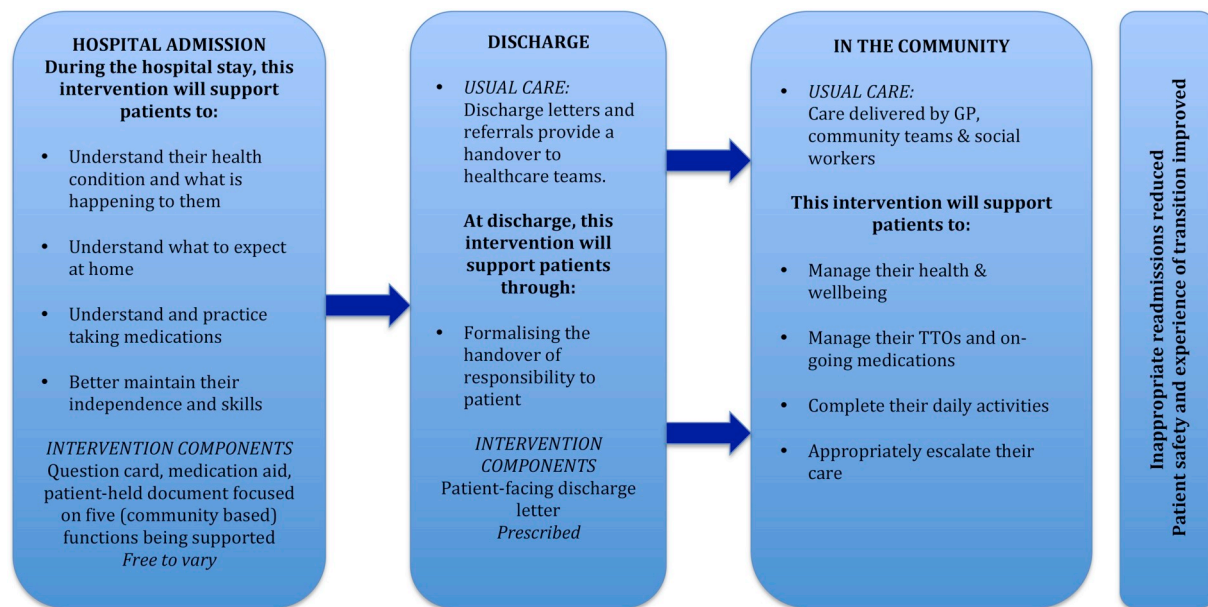 HOSPITAL ADMISSION
During the hospital stay, this
intervention will support
patients to:
• Understand their health
condition and what is
happening to them
• Understand what to expect
at home
• Understand and practice
taking medications
• Better maintain their
independence and skills
INTERVENTION COMPONENTS
Question card, medication aid,
patient-held document focused
on five (community based)
functions being supported
Free to vary
DISCHARGE
• USUAL CARE:
Discharge letters and
referrals provide a
handover to
healthcare teams.
At discharge, this
intervention will
support patients
through:
• Formalising the
handover of
responsibility to
patient
INTERVENTION
COMPONENTS
Patient-facing discharge
letter
Prescribed
IN THE COMMUNITY
• USUAL CARE:
Care delivered by GP,
community teams & social
workers
This intervention will support
patients to:
• Manage their health &
wellbeing
• Manage their TTOs and on-
going medications
• Complete their daily activities
• Appropriately escalate their
care
Inappropriate readmissions reduced
Patient safety and experience of transition improved